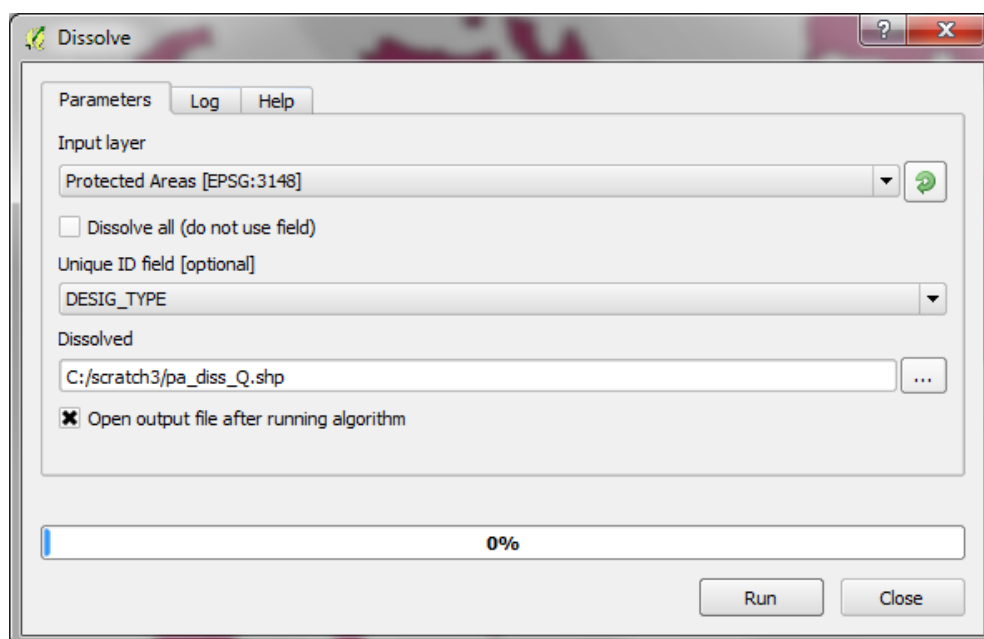 Dissolve
Parameters Log Help
Input layer
Protected Areas [EPSG:3148]
Dissolve all (do not use field)
Unique ID field [optional]
DESIG_TYPE
Dissolved
C:/scratch3/pa_diss_Q.shp
...
Open output file after running algorithm
0%
Run Close